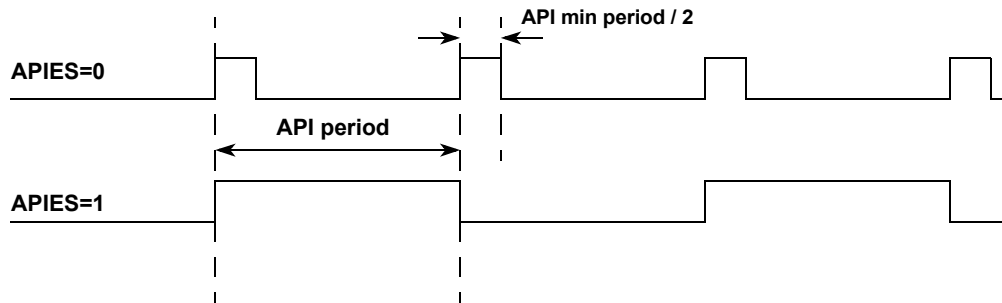 API min period / 2
APIES=0
API period
APIES=1